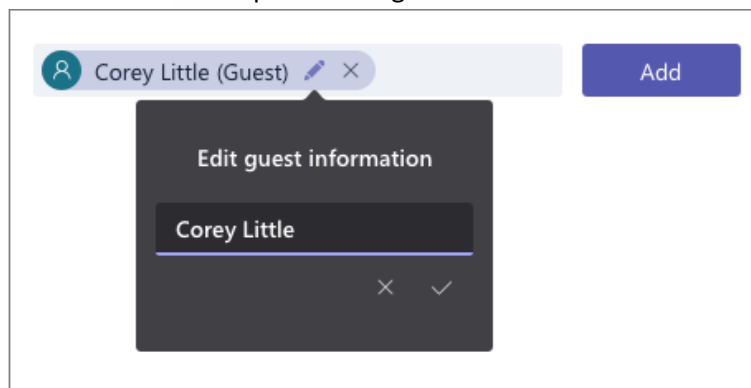 Corey Little (Guest)
Add
Edit guest information
Corey Little